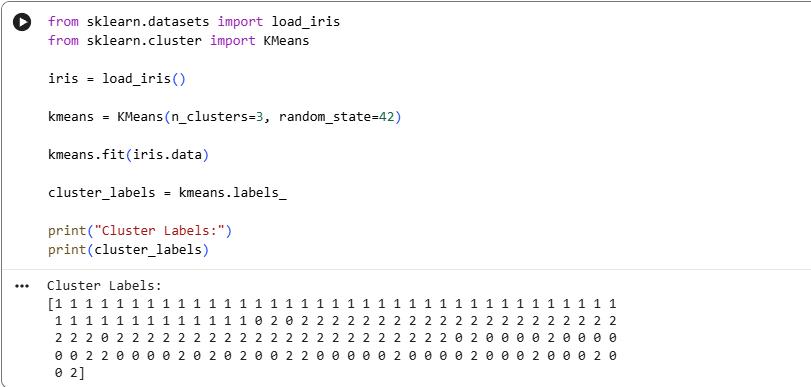 from sklearn.datasets import load_iris
from sklearn.cluster import KMeans
iris = load_iris()
kmeans = KMeans(n_clusters=3, random_state=42)
kmeans.fit(iris.data)
cluster_labels = kmeans.labels_
print("Cluster Labels:")
print(cluster_labels)
Cluster Labels:
[1 1 1 1 1 1 1 1 1 1 1 1 1 1 1 1 1 1 1 1 1 1 1 1 1 1 1 1 1 1 1 1 1 1 1 1 1
1 1 1 1 1 1 1 1 1 1 1 1 1 0 2 0 2 2 2 2 2 2 2 2 2 2 2 2 2 2 2 2 2 2 2 2 2
2 2 2 0 2 2 2 2 2 2 2 2 2 2 2 2 2 2 2 2 2 2 2 2 2 2 0 2 0 0 0 0 2 0 0 0 0
0 0 2 2 0 0 0 0 2 0 2 0 2 0 0 2 2 0 0 0 0 0 2 0 0 0 0 2 0 0 0 2 0 0 0 2 0
0 2]